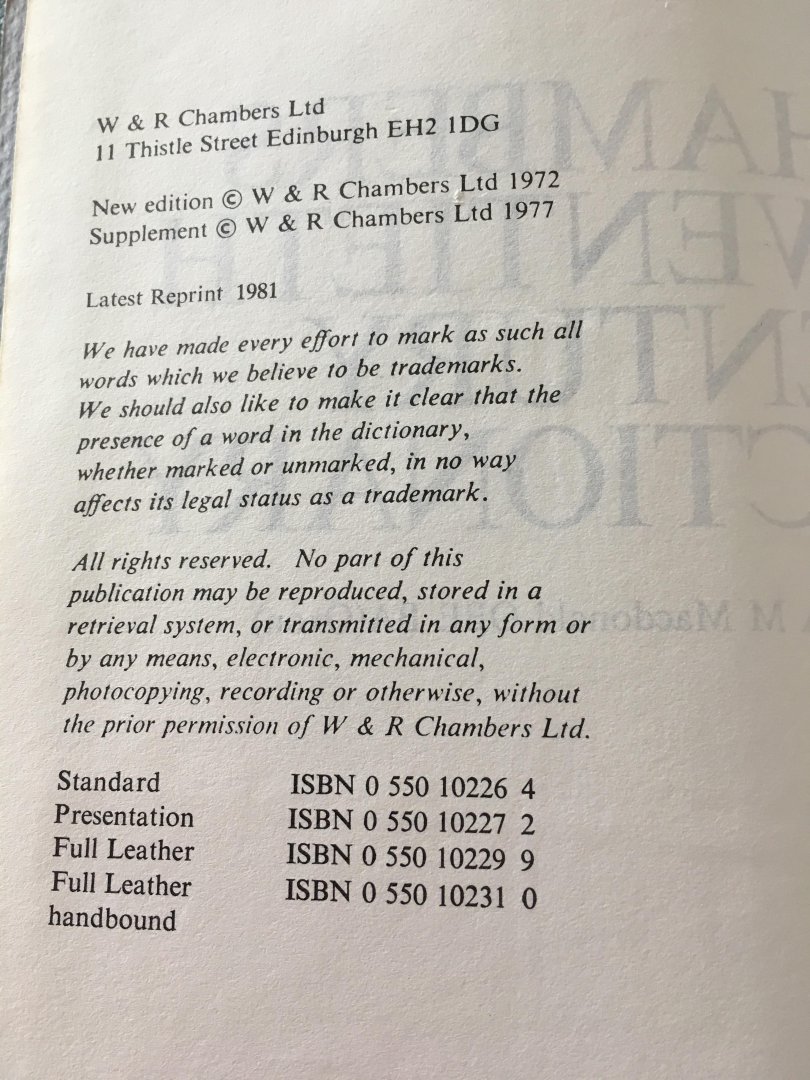 W & R Chambers Ltd
11 Thistle Street Edinburgh EH2 1DG
New edition © W & R Chambers Ltd 1972
Supplement © W & R Chambers Ltd 1977
Latest Reprint 1981
We have made every effort to mark as such all
words which we believe to be trademarks.
We should also like to make it clear that the
presence of a word in the dictionary,
whether marked or unmarked, in no way
affects its legal status as a trademark.
All rights reserved. No part of this
publication may be reproduced, stored in a
retrieval system, or transmitted in any form or
by any means, electronic, mechanical,
photocopying, recording or otherwise, without
the prior permission of W & R Chambers Ltd.
Standard ISBN 0 550 10226 4
Presentation ISBN 0 550 10227 2
Full Leather ISBN 0 550 10229 9
Full Leather ISBN 0 550 10231 0
handbound